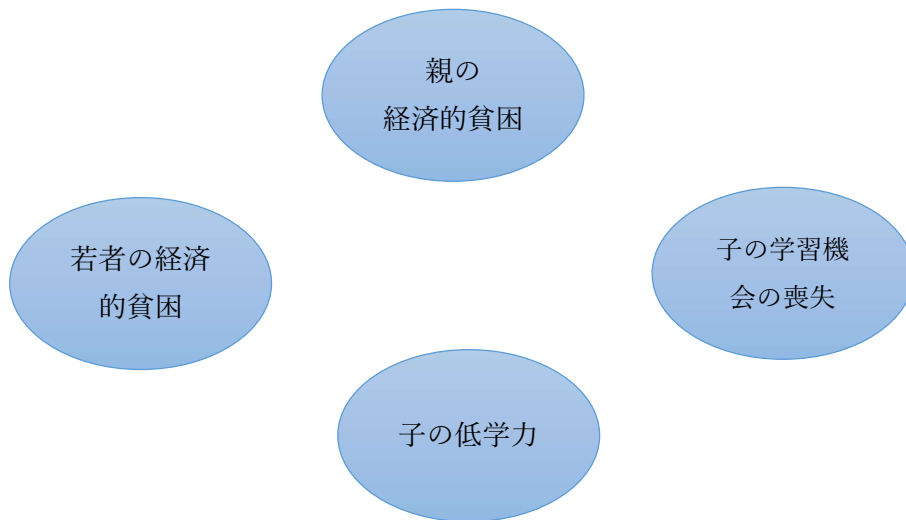 親の
経済的貧困
若者の経済
的貧困
子の学習機
会の喪失
子の低学力